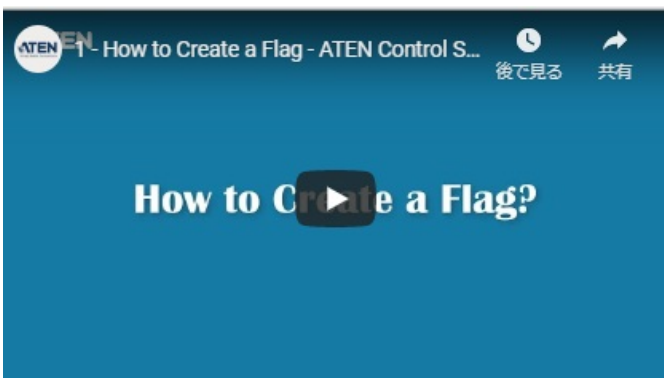 ATEN
1 - How to Create a Flag - ATEN Control S...
後で見る
共有
How to Create a Flag?